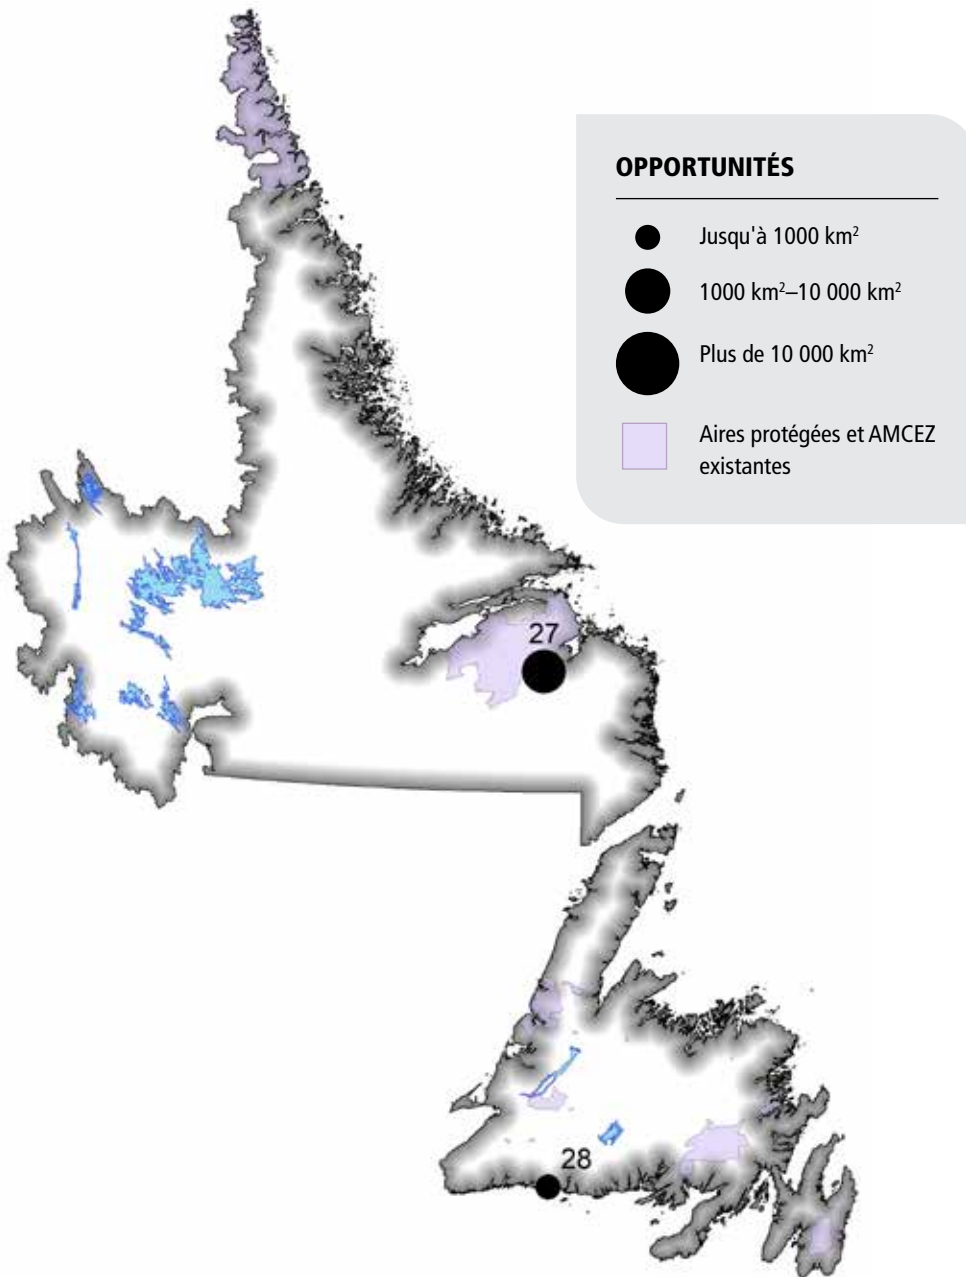 OPPORTUNITÉS
Jusqu'à 1000 km²
1000 km²–10 000 km²
Plus de 10 000 km²
Aires protégées et AMCEZ
existantes
27
28